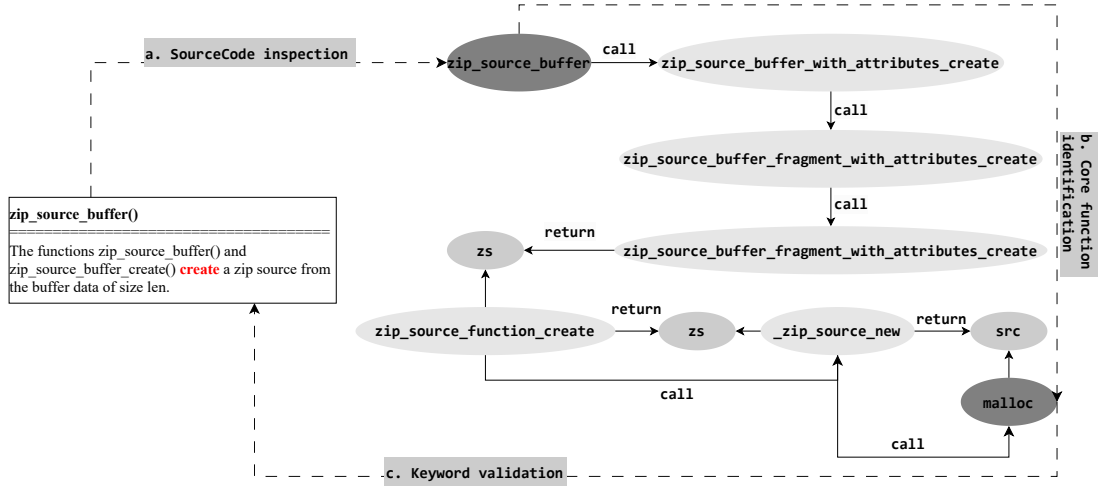 a. SourceCode inspection
zip_source_buffer
call
zip_source_buffer_with_attributes_create
call
zip_source_buffer_fragment_with_attributes_create
call
b. Core function
identification
zip_source_buffer()
========================================
The functions zip_source_buffer() and
zip_source_buffer_create() create a zip source from
the buffer data of size len.
zs
return
zip_source_buffer_fragment_with_attributes_create
zip_source_function_create
return
zs
_zip_source_new
return
src
call
malloc
call
c. Keyword validation